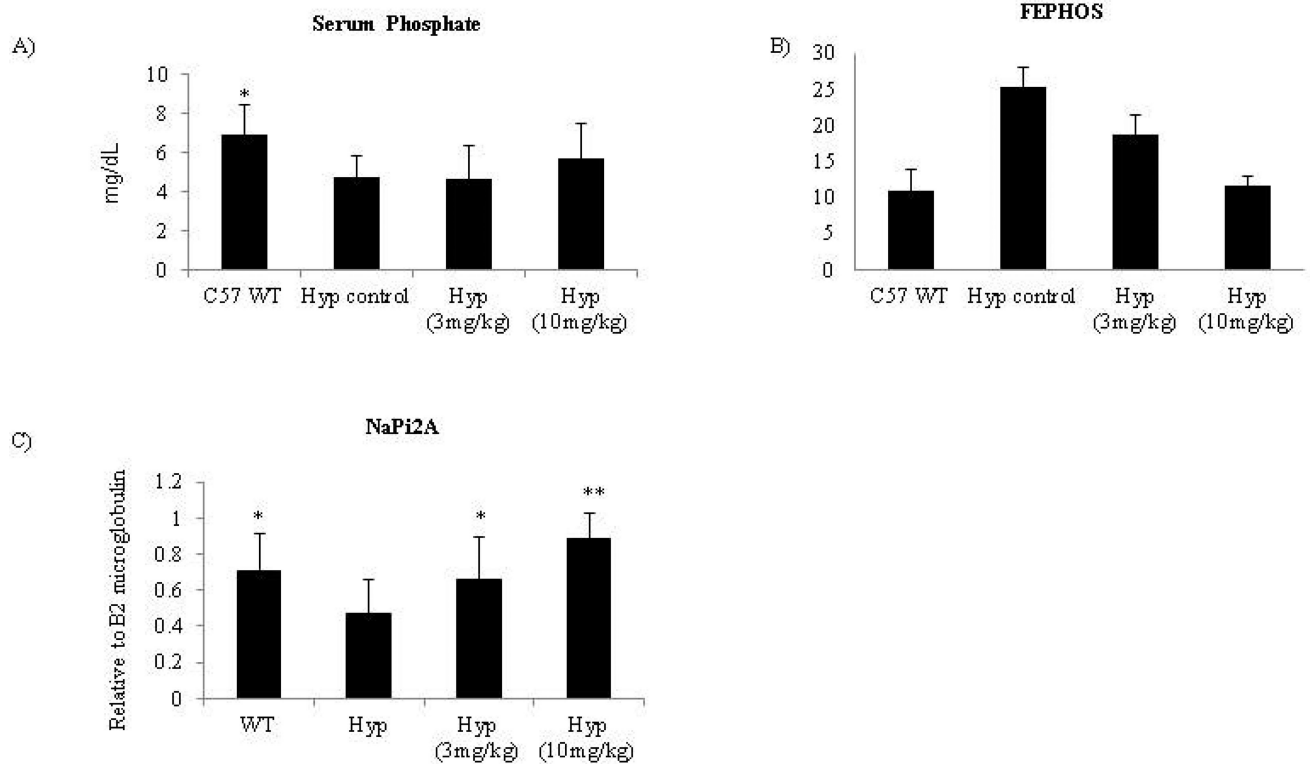 A)
Serum Phosphate
mg/dL
10
8
6
4
2
0
*
C57 WT
Hyp control
Hyp
(3mg/kg)
Hyp
(10mg/kg)
B)
FEPHOS
30
25
20
15
10
5
0
C57 WT
Hyp control
Hyp
(3mg/kg)
Hyp
(10mg/kg)
C)
NaPi2A
Relative to B2 microglobulin
1.2
1
0.8
0.6
0.4
0.2
0
*
*
**
WT
Hyp
Hyp
(3mg/kg)
Hyp
(10mg/kg)